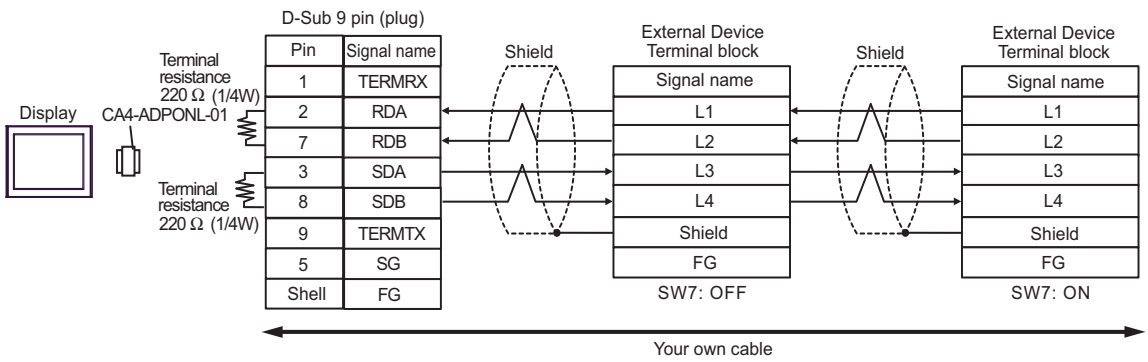 D-Sub 9 pin (plug)
Display
CA4-ADPONL-01
Terminal
resistance
220 Ω (1/4W)
Terminal
resistance
220 Ω (1/4W)
Pin Signal name
1 TERMRX
2 RDA
7 RDB
3 SDA
8 SDB
9 TERMTX
5 SG
Shell FG
Shield
External Device
Terminal block
Signal name
L1
L2
L3
L4
Shield
FG
SW7: OFF
Shield
External Device
Terminal block
Signal name
L1
L2
L3
L4
Shield
FG
SW7: ON
Your own cable